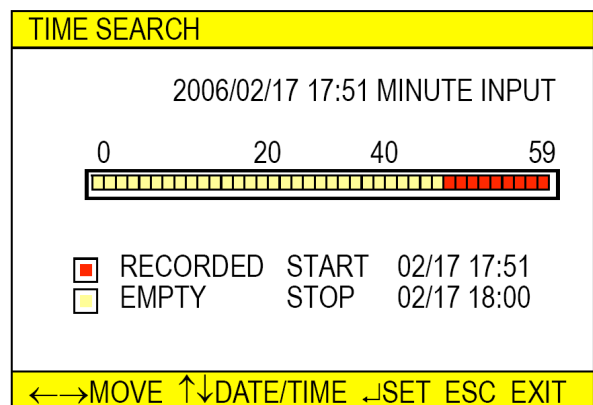 TIME SEARCH
2006/02/17 17:51 MINUTE INPUT
0 20 40 59
RECORDED START 02/17 17:51
EMPTY STOP 02/17 18:00
←→MOVE ↑↓DATE/TIME ↵SET ESC EXIT